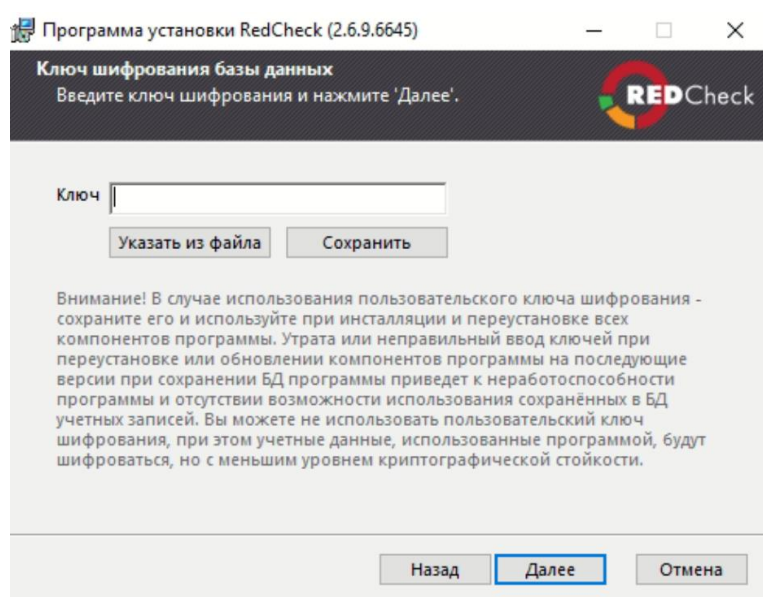 Программа установки RedCheck (2.6.9.6645)
Ключ шифрования базы данных
Введите ключ шифрования и нажмите 'Далее'.
REDCheck
Ключ
Указать из файла Сохранить
Внимание! В случае использования пользовательского ключа шифрования -
сохраните его и используйте при инсталляции и переустановке всех
компонентов программы. Утрата или неправильный ввод ключей при
переустановке или обновлении компонентов программы на последующие
версии при сохранении БД программы приведет к неработоспособности
программы и отсутствии возможности использования сохранённых в БД
учетных записей. Вы можете не использовать пользовательский ключ
шифрования, при этом учетные данные, использованные программой, будут
шифроваться, но с меньшим уровнем криптографической стойкости.
Назад Далее Отмена